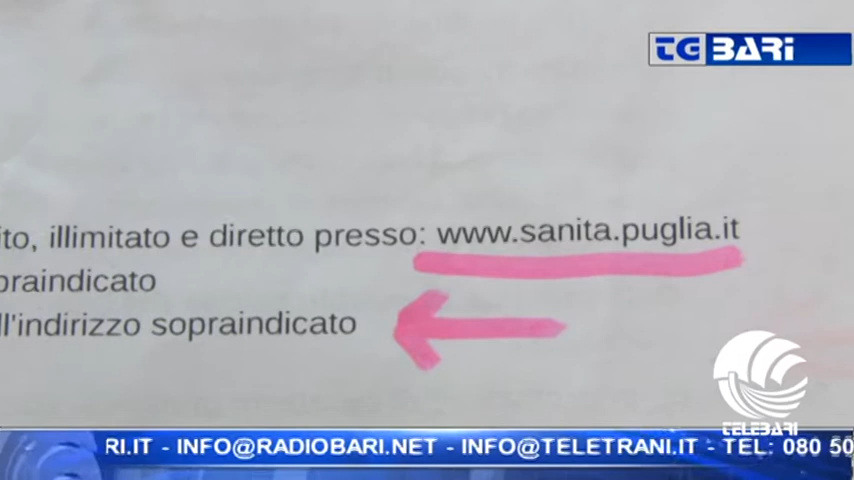 TG BARI
ito, illimitato e diretto presso: www.sanita.puglia.it
praindicato
ll'indirizzo sopraindicato
TELEBARI
RI.IT - INFO@RADIOBARI.NET - INFO@TELETRANI.IT - TEL: 080 50